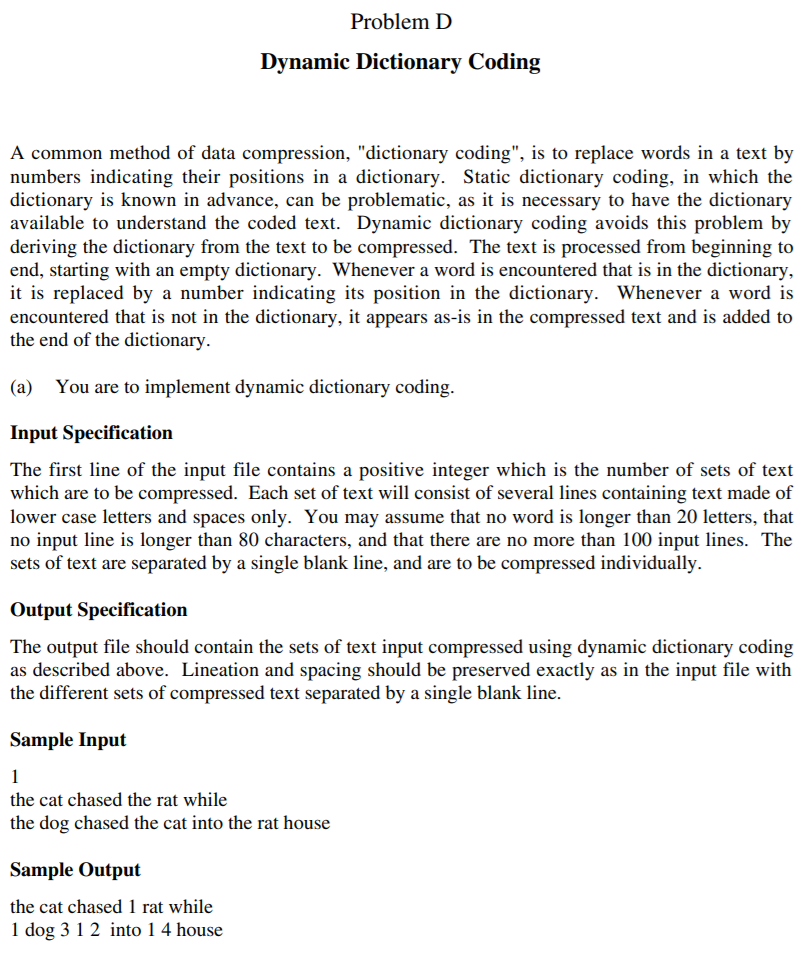 Problem D
Dynamic Dictionary Coding
A common method of data compression, "dictionary coding", is to replace words in a text by
numbers indicating their positions in a dictionary.  Static dictionary coding, in which the
dictionary is known in advance, can be problematic, as it is necessary to have the dictionary
available to understand the coded text.  Dynamic dictionary coding avoids this problem by
deriving the dictionary from the text to be compressed.  The text is processed from beginning to
end, starting with an empty dictionary.  Whenever a word is encountered that is in the dictionary,
it is replaced by a number indicating its position in the dictionary.  Whenever a word is
encountered that is not in the dictionary, it appears as-is in the compressed text and is added to
the end of the dictionary.
(a) You are to implement dynamic dictionary coding.
Input Specification
The first line of the input file contains a positive integer which is the number of sets of text
which are to be compressed.  Each set of text will consist of several lines containing text made of
lower case letters and spaces only.  You may assume that no word is longer than 20 letters, that
no input line is longer than 80 characters, and that there are no more than 100 input lines.  The
sets of text are separated by a single blank line, and are to be compressed individually.
Output Specification
The output file should contain the sets of text input compressed using dynamic dictionary coding
as described above.  Lineation and spacing should be preserved exactly as in the input file with
the different sets of compressed text separated by a single blank line.
Sample Input
1
the cat chased the rat while
the dog chased the cat into the rat house
Sample Output
the cat chased 1 rat while
1 dog 3 1 2  into 1 4 house